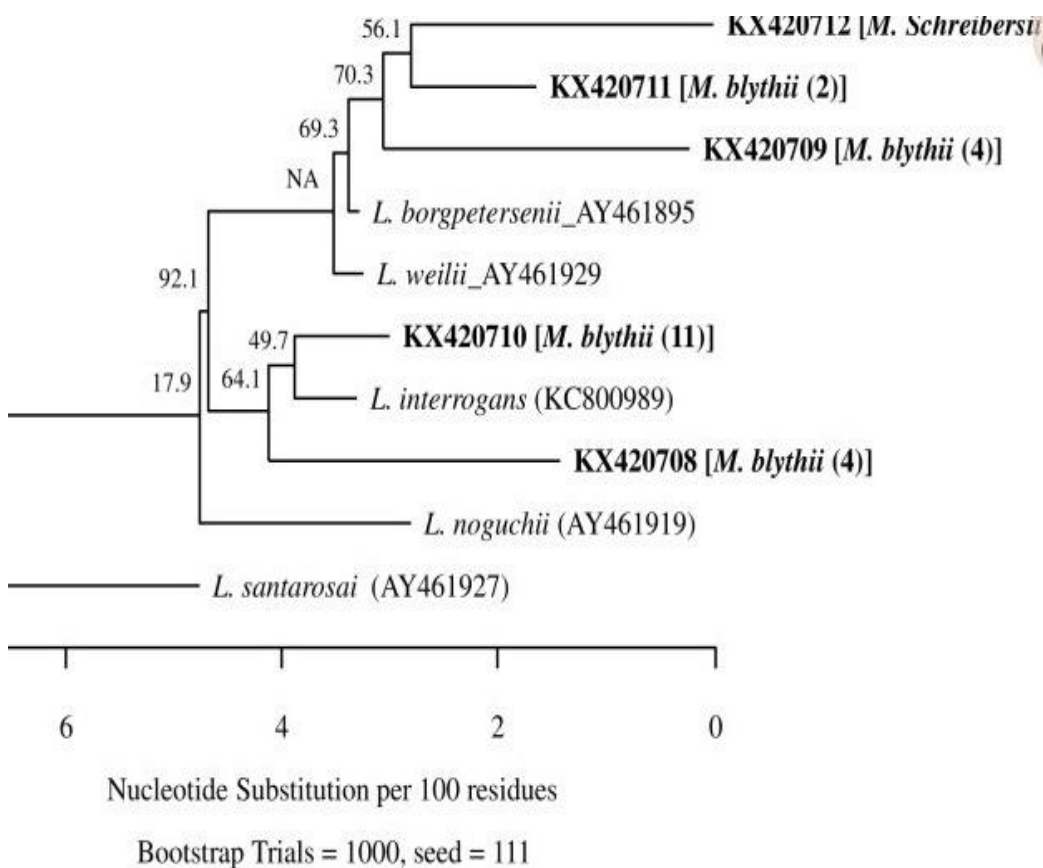 56.1
KX420712 [M. Schreibersii
70.3
KX420711 [M. blythii (2)]
69.3
KX420709 [M. blythii (4)]
NA
L. borgpetersenii_AY461895
92.1
L. weilii_AY461929
49.7
KX420710 [M. blythii (11)]
17.9
64.1
L. interrogans (KC800989)
KX420708 [M. blythii (4)]
L. noguchii (AY461919)
L. santarosai (AY461927)
6 4 2 0
Nucleotide Substitution per 100 residues
Bootstrap Trials = 1000, seed = 111